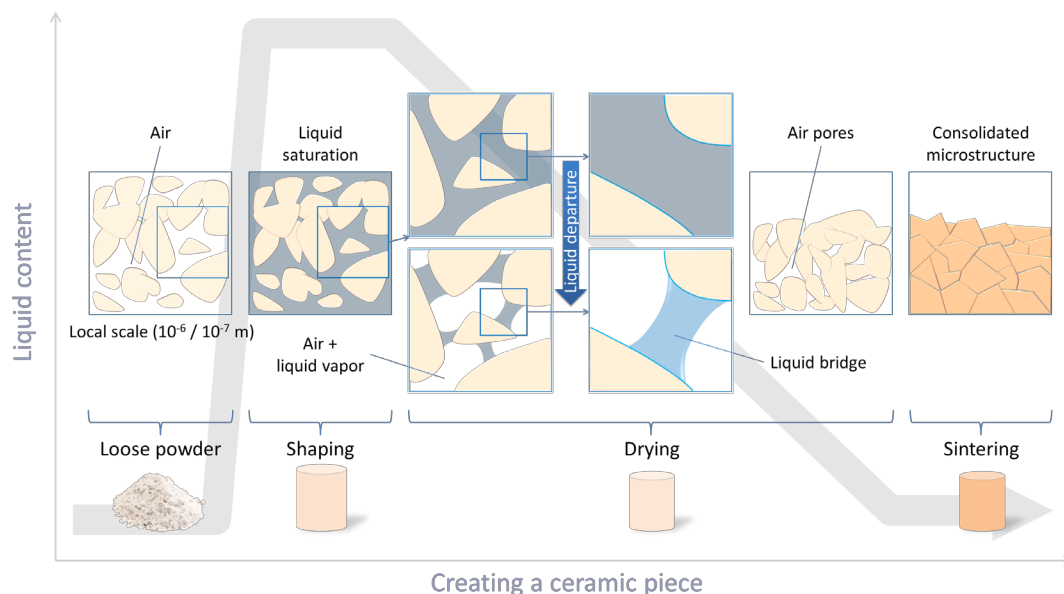 Air
Liquid
saturation
Air pores
Consolidated
microstructure
Liquid content
Liquid departure
Local scale (10⁻⁶ / 10⁻⁷ m)
Air +
liquid vapor
Liquid bridge
Loose powder
Shaping
Drying
Sintering
Creating a ceramic piece